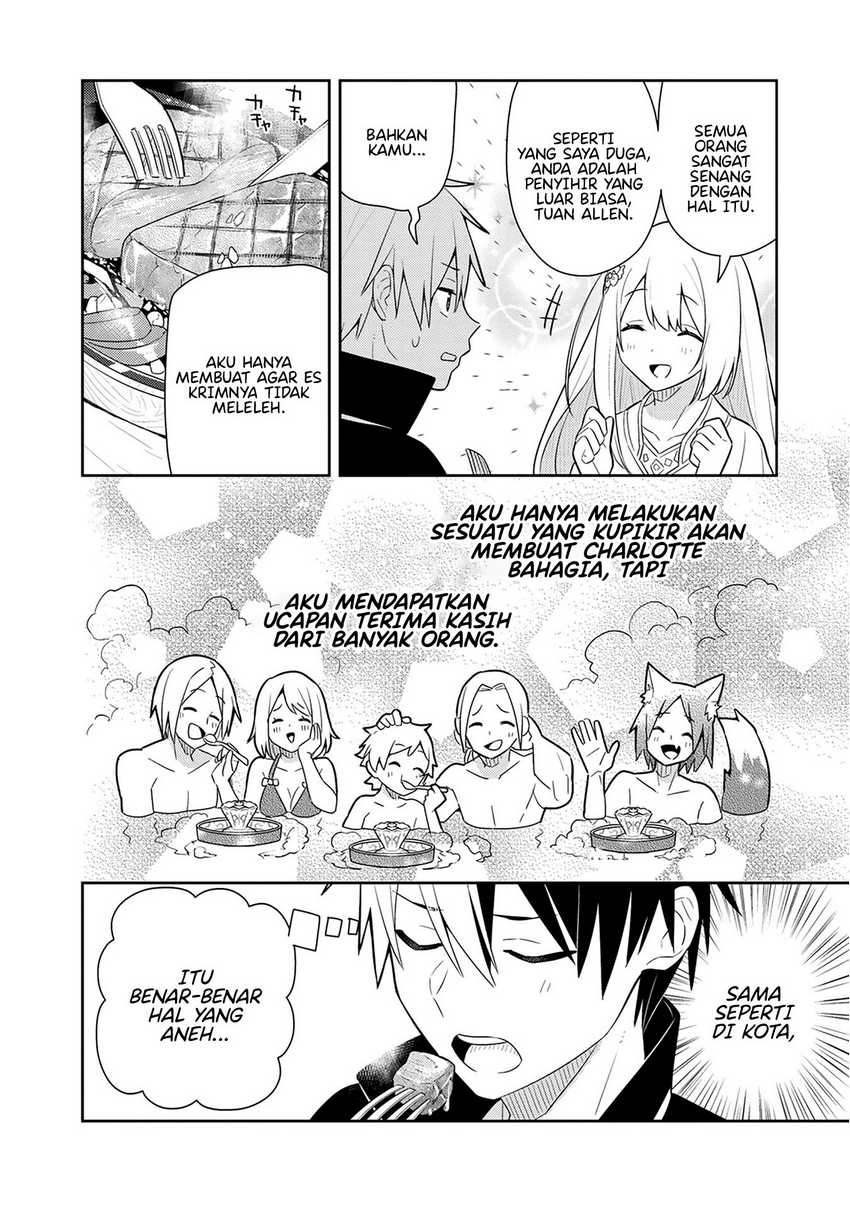 SEMUA
ORANG
SANGAT
SENANG
DENGAN
HAL ITU.
SEPERTI
YANG SAYA DUGA,
ANDA ADALAH
PENYIHIR YANG
LUAR BIASA,
TUAN ALLEN.
BAHKAN
KAMU...
カチャ
カチャ
AKU HANYA
MEMBUAT AGAR ES
KRIMNYA TIDAK
MELELEH.
AKU HANYA MELAKUKAN
SESUATU YANG KUPIKIR AKAN
MEMBUAT CHARLOTTE
BAHAGIA, TAPI
AKU MENDAPATKAN
UCAPAN TERIMA KASIH
DARI BANYAK ORANG.
SAMA
SEPERTI
DI KOTA,
ITU
BENAR-BENAR
HAL YANG
ANEH...